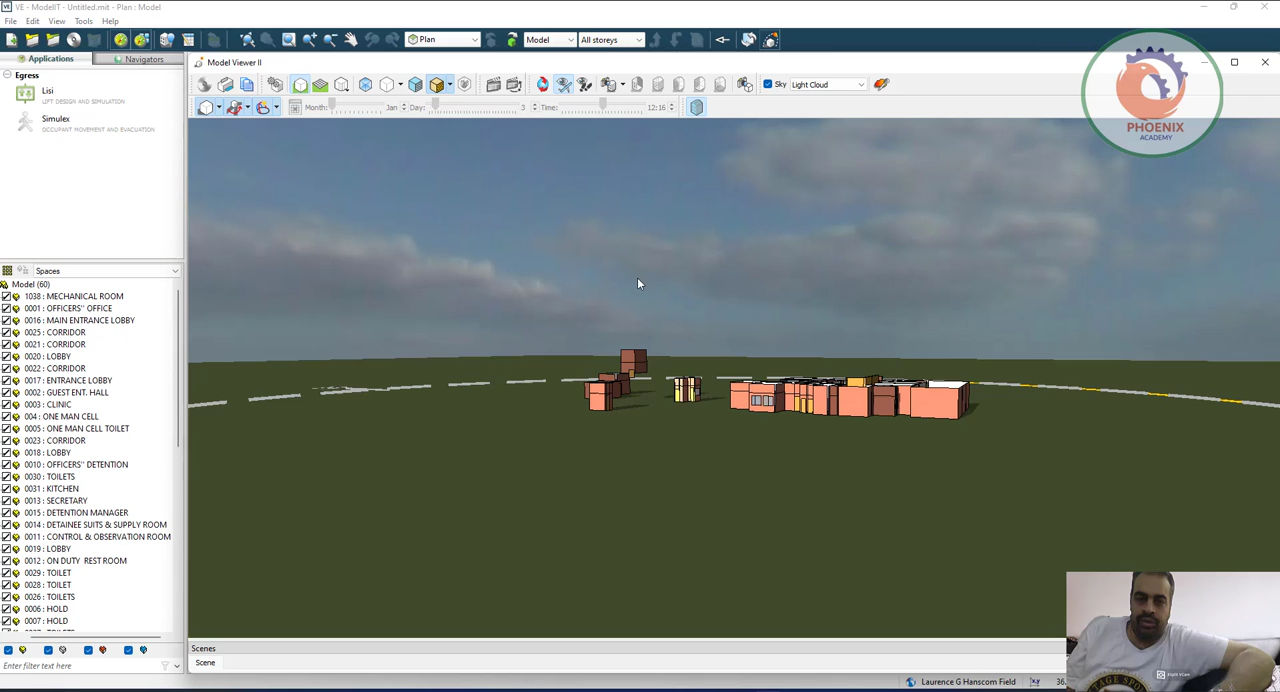 VE - ModelIT - Untitled.mit - Plan : Model
File Edit View Tools Help
Plan
Model
All storeys
Applications
Navigators
Model Viewer II
Sky
Light Cloud
Month: Jan Day: 3 Time: 12:16
PHOENIX
ACADEMY
Egress
Lisi
LIFT DESIGN AND SIMULATION
Simulex
OCCUPANT MOVEMENT AND EVACUATION
Spaces
Model (60)
1038 : MECHANICAL ROOM
0001 : OFFICERS'' OFFICE
0016 : MAIN ENTRANCE LOBBY
0025 : CORRIDOR
0021 : CORRIDOR
0020 : LOBBY
0022 : CORRIDOR
0017 : ENTRANCE LOBBY
0002 : GUEST ENT. HALL
0003 : CLINIC
004 : ONE MAN CELL
0005 : ONE MAN CELL TOILET
0023 : CORRIDOR
0018 : LOBBY
0010 : OFFICERS'' DETENTION
0030 : TOILETS
0031 : KITCHEN
0013 : SECRETARY
0015 : DETENTION MANAGER
0014 : DETAINEE SUITS & SUPPLY ROOM
0011 : CONTROL & OBSERVATION ROOM
0019 : LOBBY
0012 : ON DUTY REST ROOM
0029 : TOILET
0028 : TOILET
0026 : TOILETS
0006 : HOLD
0007 : HOLD
Enter filter text here
Scenes
Scene
Laurence G Hanscom Field
36.